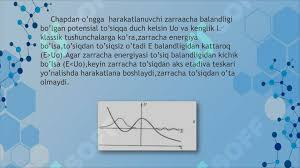 Chapdan o'ngga harakatlanuvchi zarraacha balandligi
bo'lgan potensial to'siqqa duch kelsin Uo va kenglik l.
klassik tushunchalarga ko'ra,zarracha energiya
bo'lsa,to'siqdan to'siqsiz o'tadi E balandligidan kattaroq
(E>Uo).Agar zarracha energiyasi to'siq balandligidan kichik
bo'lsa (E<Uo),keyin zarracha to'siqdan aks etadiva teskari
yo'nalishda harakatlana boshlaydi,zarracha to'siqdan o'ta
olmaydi.